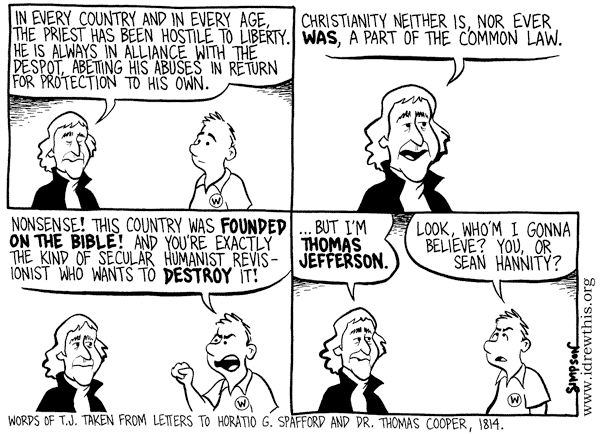 IN EVERY COUNTRY AND IN EVERY AGE,
THE PRIEST HAS BEEN HOSTILE TO LIBERTY.
HE IS ALWAYS IN ALLIANCE WITH THE
DESPOT, ABETTING HIS ABUSES IN RETURN
FOR PROTECTION TO HIS OWN.
W
CHRISTIANITY NEITHER IS, NOR EVER
WAS, A PART OF THE COMMON LAW.
NONSENSE! THIS COUNTRY WAS FOUNDED
ON THE BIBLE! AND YOU'RE EXACTLY
THE KIND OF SECULAR HUMANIST REVIS-
IONIST WHO WANTS TO DESTROY IT!
W
...BUT I'M
THOMAS
JEFFERSON.
LOOK, WHO'M I GONNA
BELIEVE? YOU, OR
SEAN HANNITY?
W
SIMPSON
www.idrewthis.org
WORDS OF T.J. TAKEN FROM LETTERS TO HORATIO G. SPAFFORD AND DR. THOMAS COOPER, 1814.